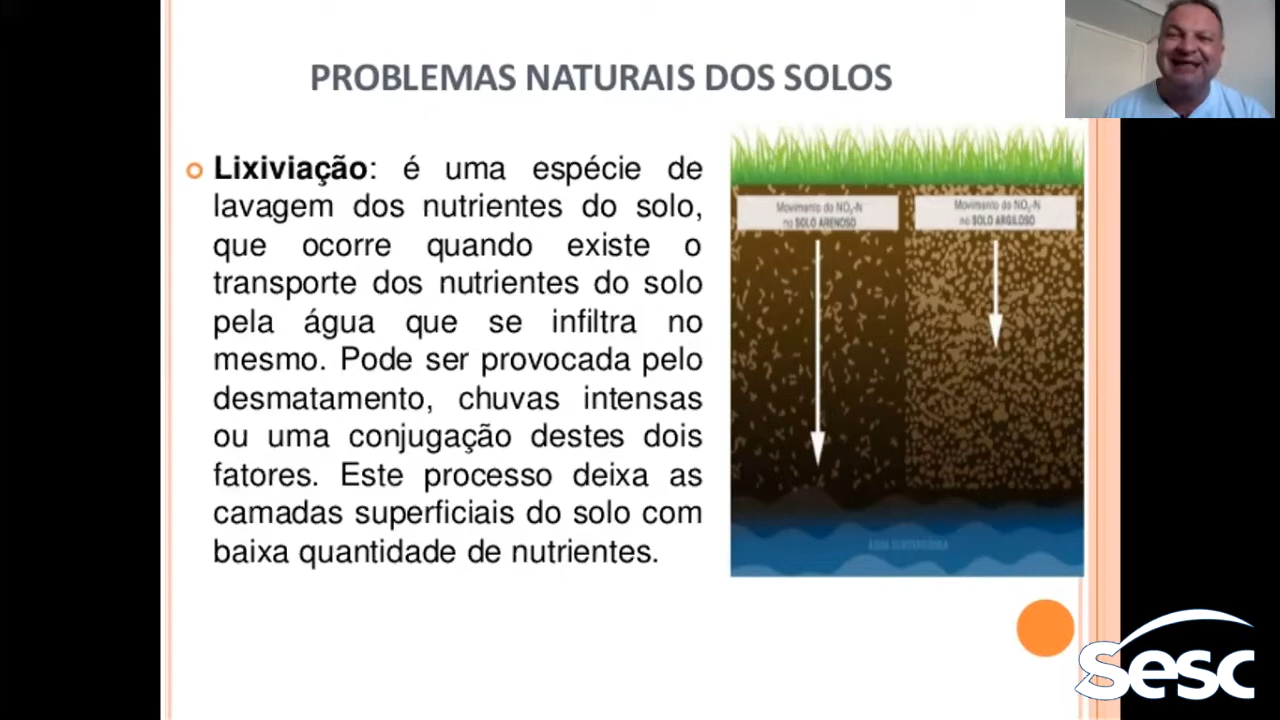 PROBLEMAS NATURAIS DOS SOLOS
Lixiviação: é uma espécie de
lavagem dos nutrientes do solo,
que ocorre quando existe o
transporte dos nutrientes do solo
pela água que se infiltra no
mesmo. Pode ser provocada pelo
desmatamento, chuvas intensas
ou uma conjugação destes dois
fatores. Este processo deixa as
camadas superficiais do solo com
baixa quantidade de nutrientes.
Movimento do NO₃-N
no SOLO ARENOSO
Movimento do NO₃-N
no SOLO ARGILOSO
ÁGUA SUBTERRÂNEA
Sesc